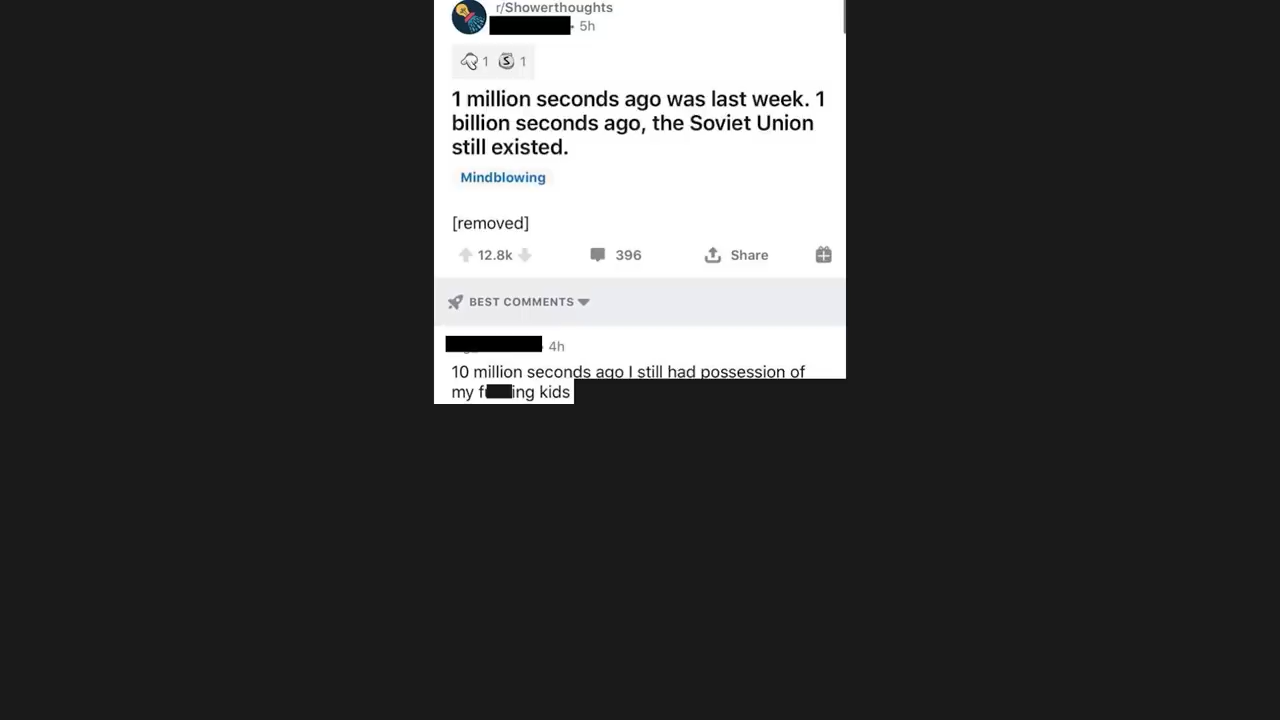 r/Showerthoughts
• 5h
1 1
1 million seconds ago was last week. 1
billion seconds ago, the Soviet Union
still existed.
Mindblowing
[removed]
12.8k 396 Share
BEST COMMENTS
4h
10 million seconds ago I still had possession of
my f ing kids